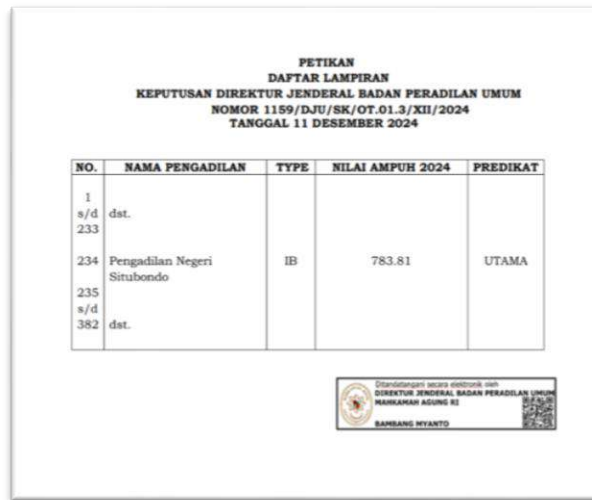 PETIKAN
DAFTAR LAMPIRAN
KEPUTUSAN DIREKTUR JENDERAL BADAN PERADILAN UMUM
NOMOR 1159/DJU/SK/OT.01.3/XII/2024
TANGGAL 11 DESEMBER 2024
NO. NAMA PENGADILAN TYPE NILAI AMPUH 2024 PREDIKAT
1
s/d dst.
233
234 Pengadilan Negeri IB 783.81 UTAMA
Situbondo
235
s/d
382 dst.
Ditandatangani secara elektronik oleh
DIREKTUR JENDERAL BADAN PERADILAN UMUM
MAHKAMAH AGUNG RI
BAMBANG MYANTO